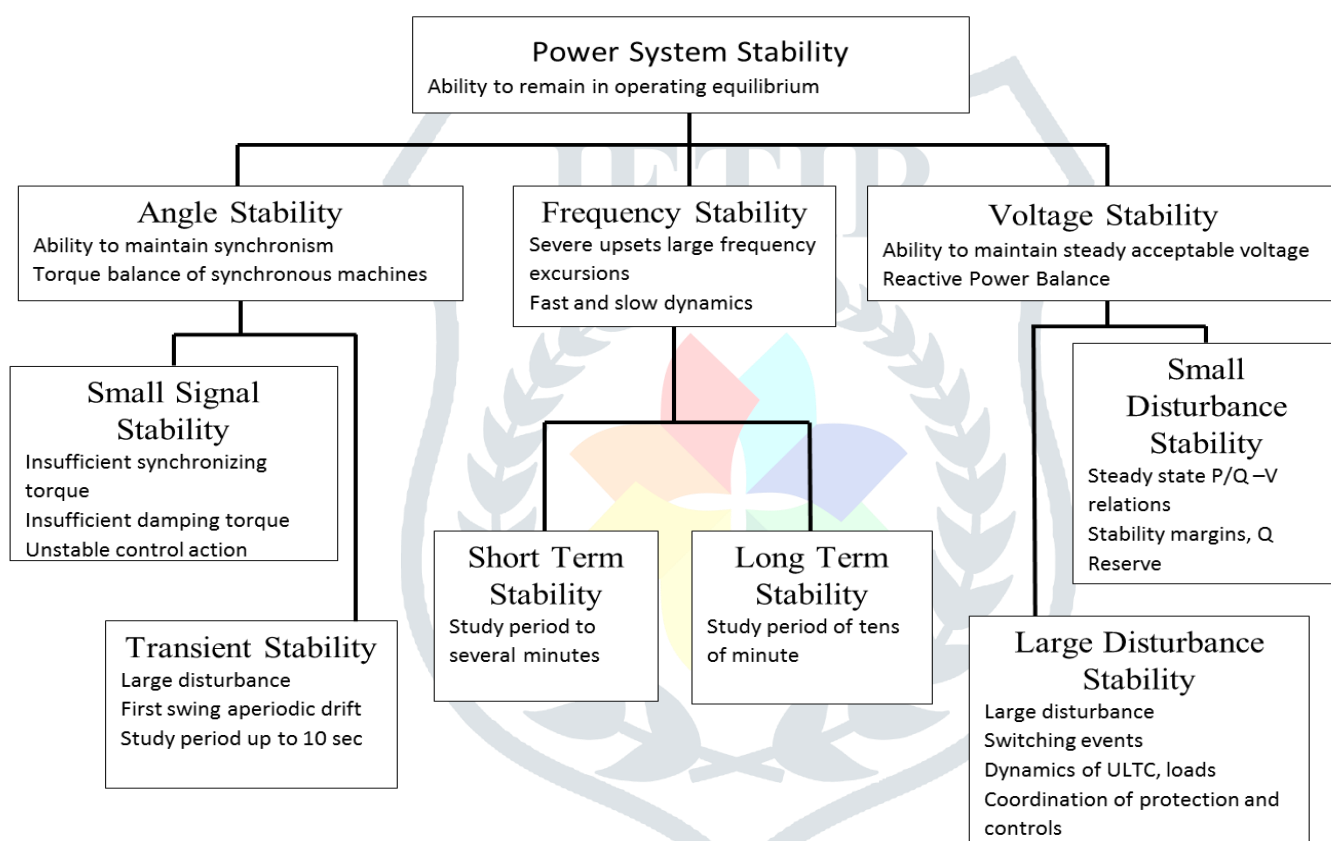 Power System Stability
Ability to remain in operating equilibrium
Angle Stability
Ability to maintain synchronism
Torque balance of synchronous machines
Frequency Stability
Severe upsets large frequency
excursions
Fast and slow dynamics
Voltage Stability
Ability to maintain steady acceptable voltage
Reactive Power Balance
Small Signal
Stability
Insufficient synchronizing
torque
Insufficient damping torque
Unstable control action
Transient Stability
Large disturbance
First swing aperiodic drift
Study period up to 10 sec
Short Term
Stability
Study period to
several minutes
Long Term
Stability
Study period of tens
of minute
Small
Disturbance
Stability
Steady state P/Q –V
relations
Stability margins, Q
Reserve
Large Disturbance
Stability
Large disturbance
Switching events
Dynamics of ULTC, loads
Coordination of protection and
controls